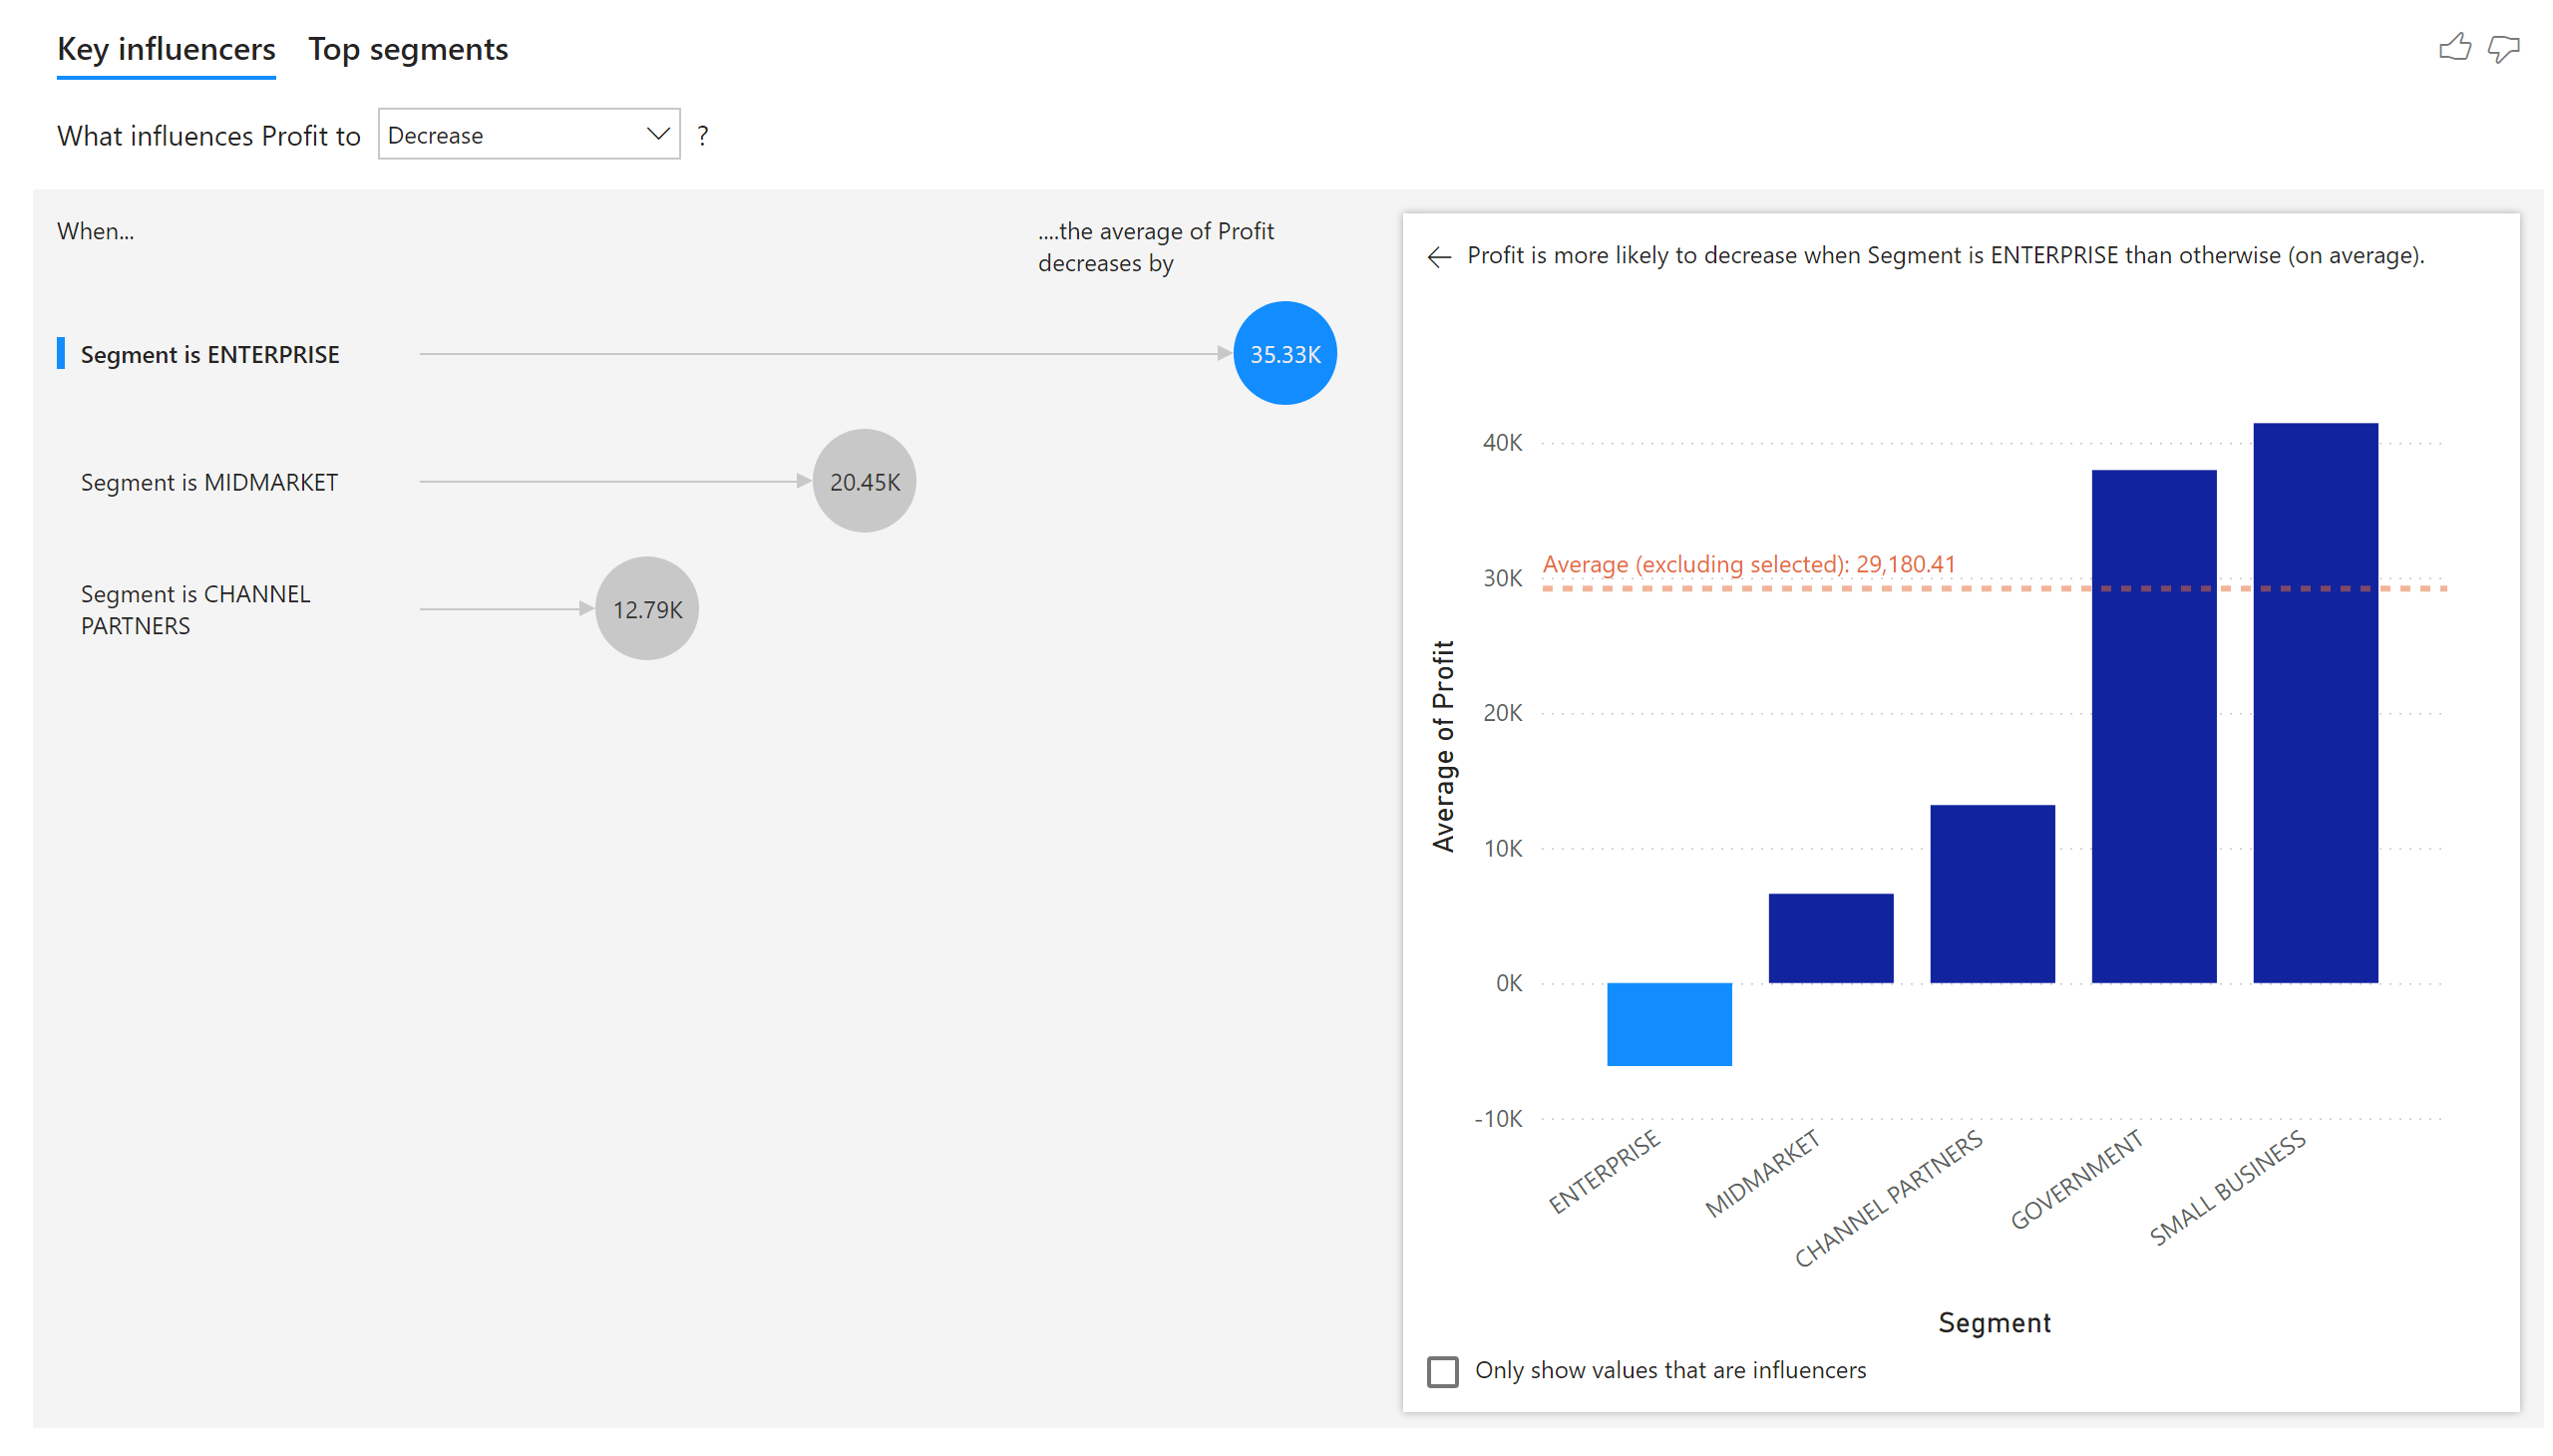 Key influencers Top segments
What influences Profit to Decrease ?
When...
....the average of Profit
decreases by
Segment is ENTERPRISE 35.33K
Segment is MIDMARKET 20.45K
Segment is CHANNEL
PARTNERS
12.79K
Profit is more likely to decrease when Segment is ENTERPRISE than otherwise (on average).
Average of Profit
40K
Average (excluding selected): 29,180.41
30K
20K
10K
0K
-10K
ENTERPRISE
MIDMARKET
CHANNEL PARTNERS
GOVERNMENT
SMALL BUSINESS
Segment
Only show values that are influencers